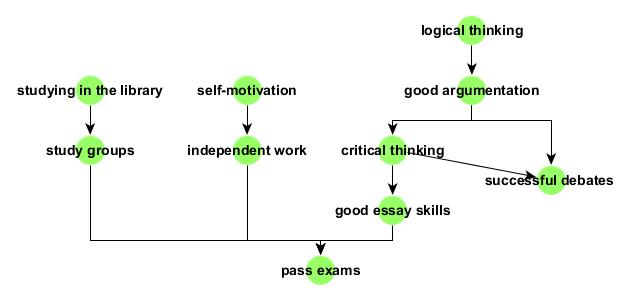 logical thinking
studying in the library
self-motivation
good argumentation
study groups
independent work
critical thinking
successful debates
good essay skills
pass exams